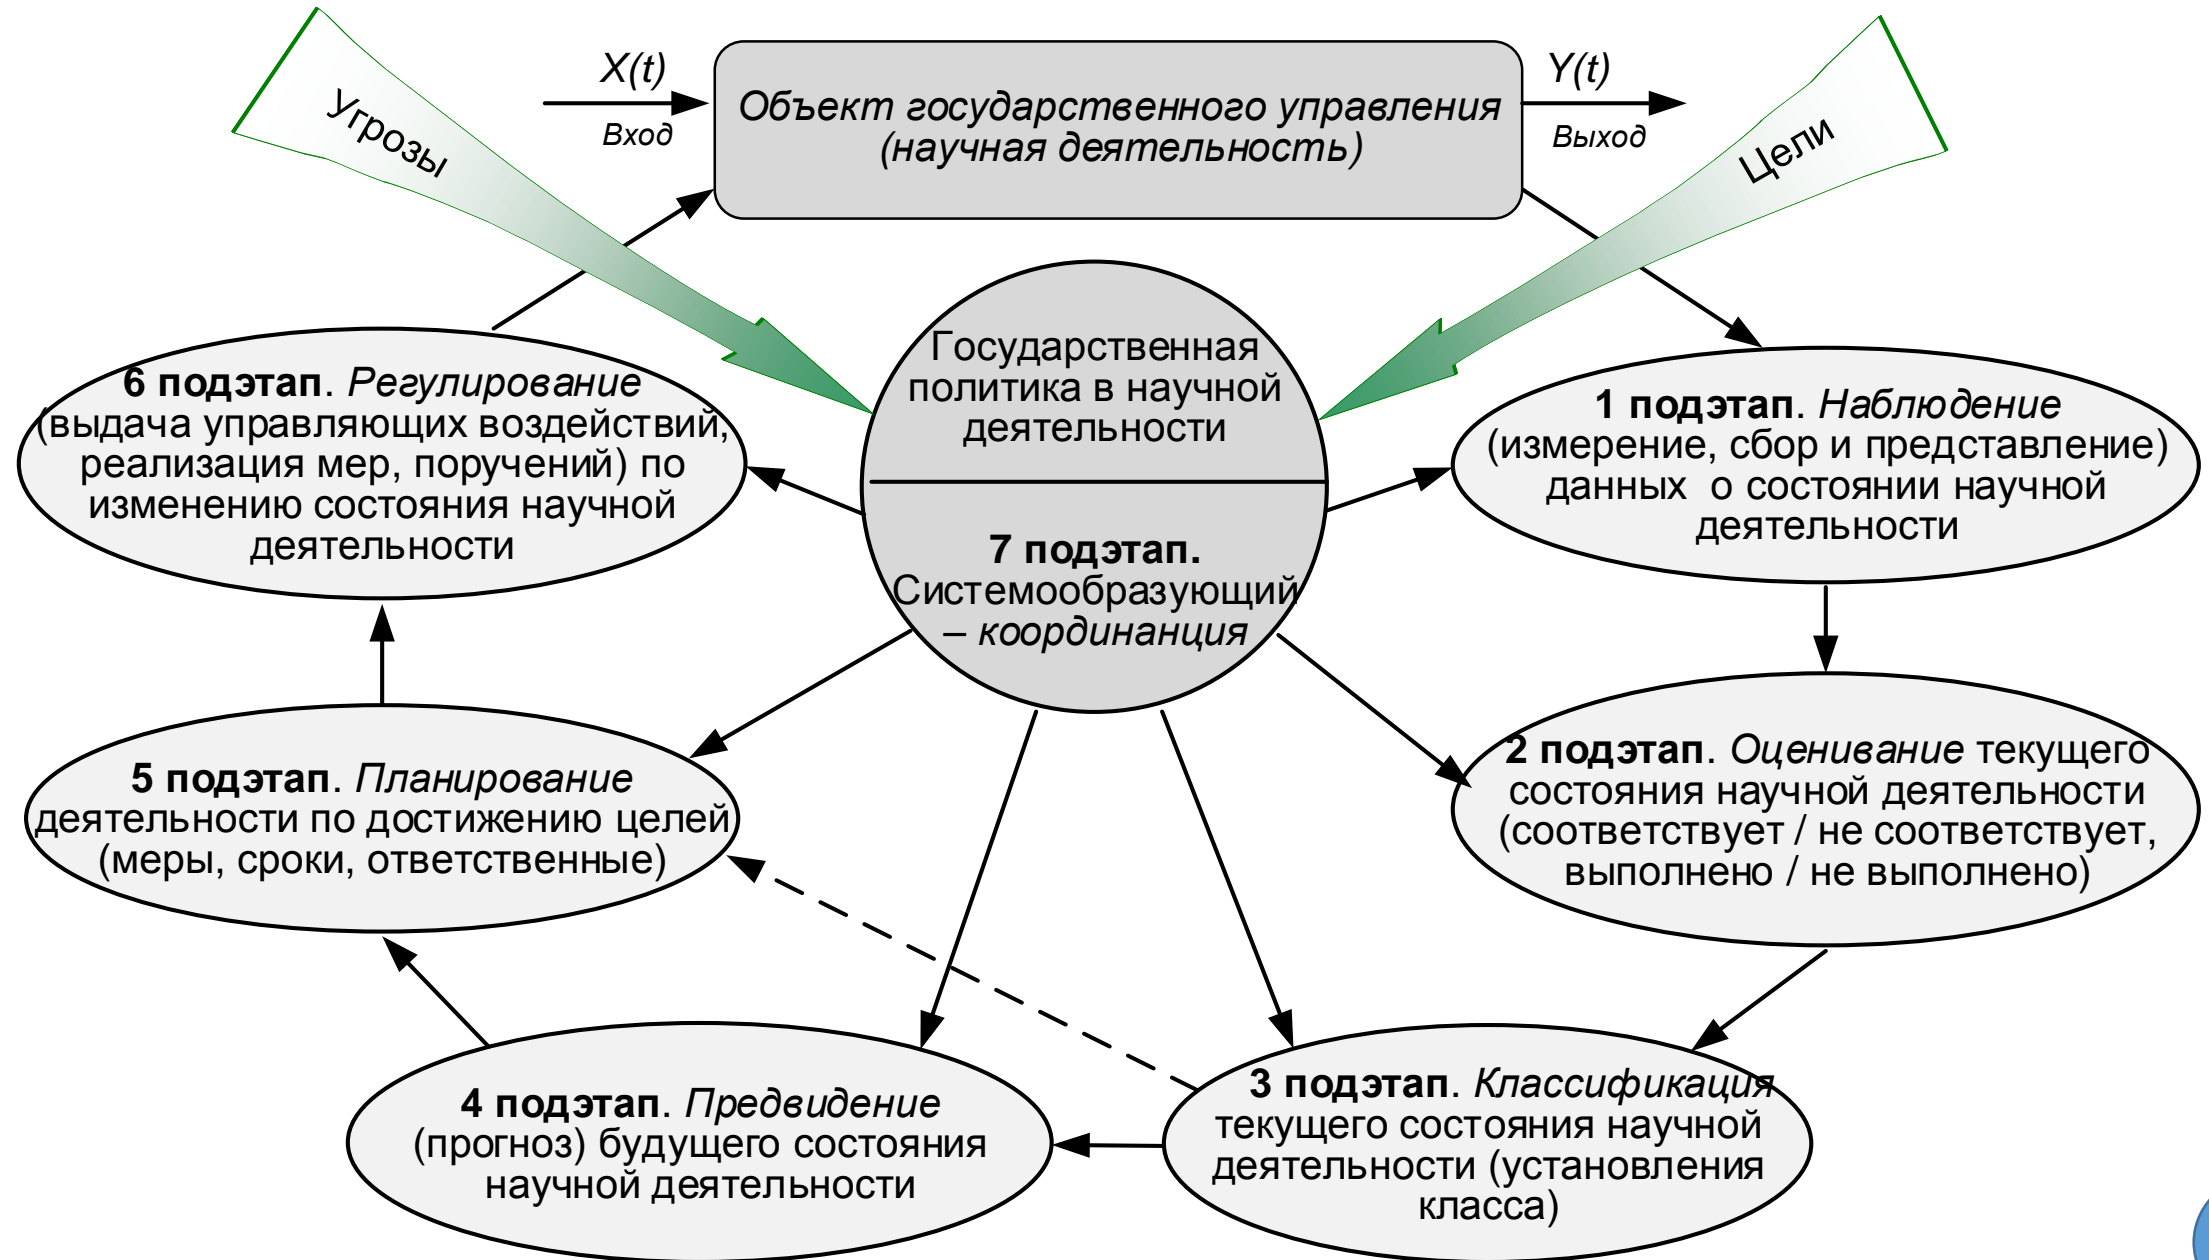 Угрозы
X(t)
Вход
Объект государственного управления
(научная деятельность)
Y(t)
Выход
Цели
Государственная
политика в научной
деятельности
7 подэтап.
Системообразующий
– координанция
1 подэтап. Наблюдение
(измерение, сбор и представление)
данных о состоянии научной
деятельности
2 подэтап. Оценивание текущего
состояния научной деятельности
(соответствует / не соответствует,
выполнено / не выполнено)
3 подэтап. Классификация
текущего состояния научной
деятельности (установления
класса)
4 подэтап. Предвидение
(прогноз) будущего состояния
научной деятельности
5 подэтап. Планирование
деятельности по достижению целей
(меры, сроки, ответственные)
6 подэтап. Регулирование
(выдача управляющих воздействий,
реализация мер, поручений) по
изменению состояния научной
деятельности